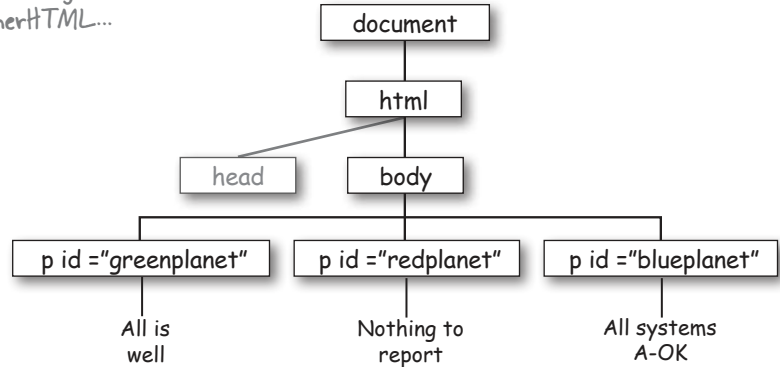 nerHTML...
document
html
head
body
p id ="greenplanet"
p id ="redplanet"
p id ="blueplanet"
All is
well
Nothing to
report
All systems
A-OK